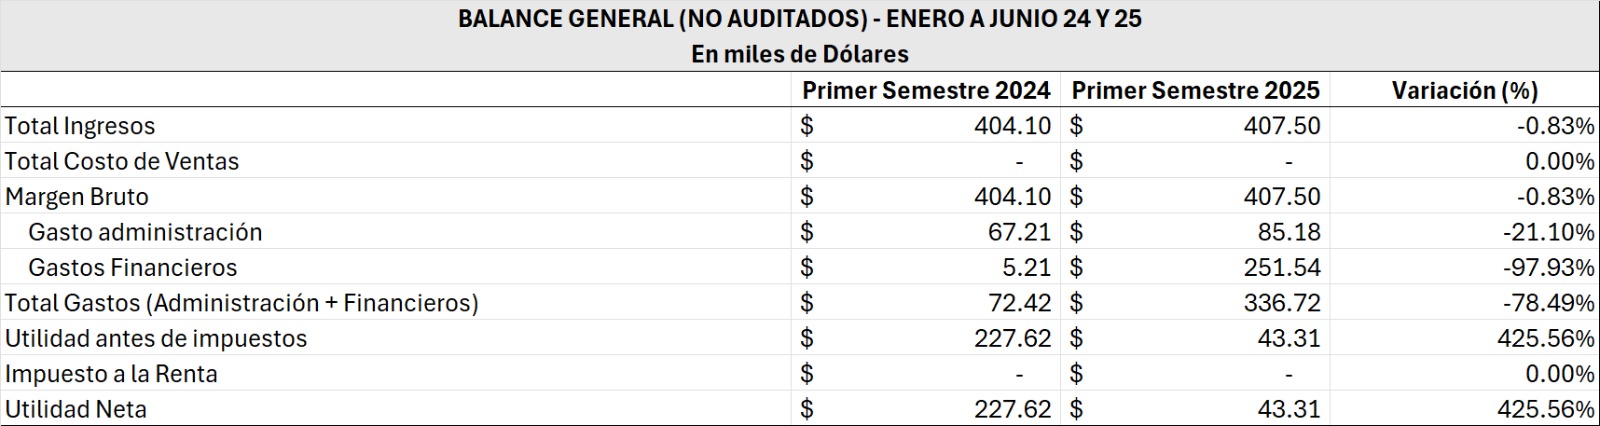 BALANCE GENERAL (NO AUDITADOS) - ENERO A JUNIO 24 Y 25
En miles de Dólares
Primer Semestre 2024 Primer Semestre 2025 Variación (%)
Total Ingresos $ 404.10 $ 407.50 -0.83%
Total Costo de Ventas $ - $ - 0.00%
Margen Bruto $ 404.10 $ 407.50 -0.83%
Gasto administración $ 67.21 $ 85.18 -21.10%
Gastos Financieros $ 5.21 $ 251.54 -97.93%
Total Gastos (Administración + Financieros) $ 72.42 $ 336.72 -78.49%
Utilidad antes de impuestos $ 227.62 $ 43.31 425.56%
Impuesto a la Renta $ - $ - 0.00%
Utilidad Neta $ 227.62 $ 43.31 425.56%